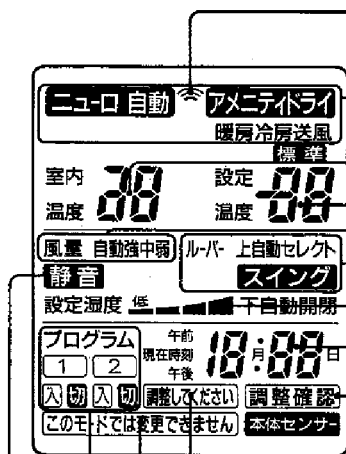 ニューロ 自動 アメニティドライ
暖房冷房送風
標準
室内温度 28 設定温度 88
風量 自動強中弱
静音
ルーバー 上自動セレクト
スイング
設定湿度 低 下自動開閉
プログラム
1 2
入 切 入 切
午前
現在時刻 18月88日
午後
調整してください 調整確認
このモードでは変更できません 本体センサー